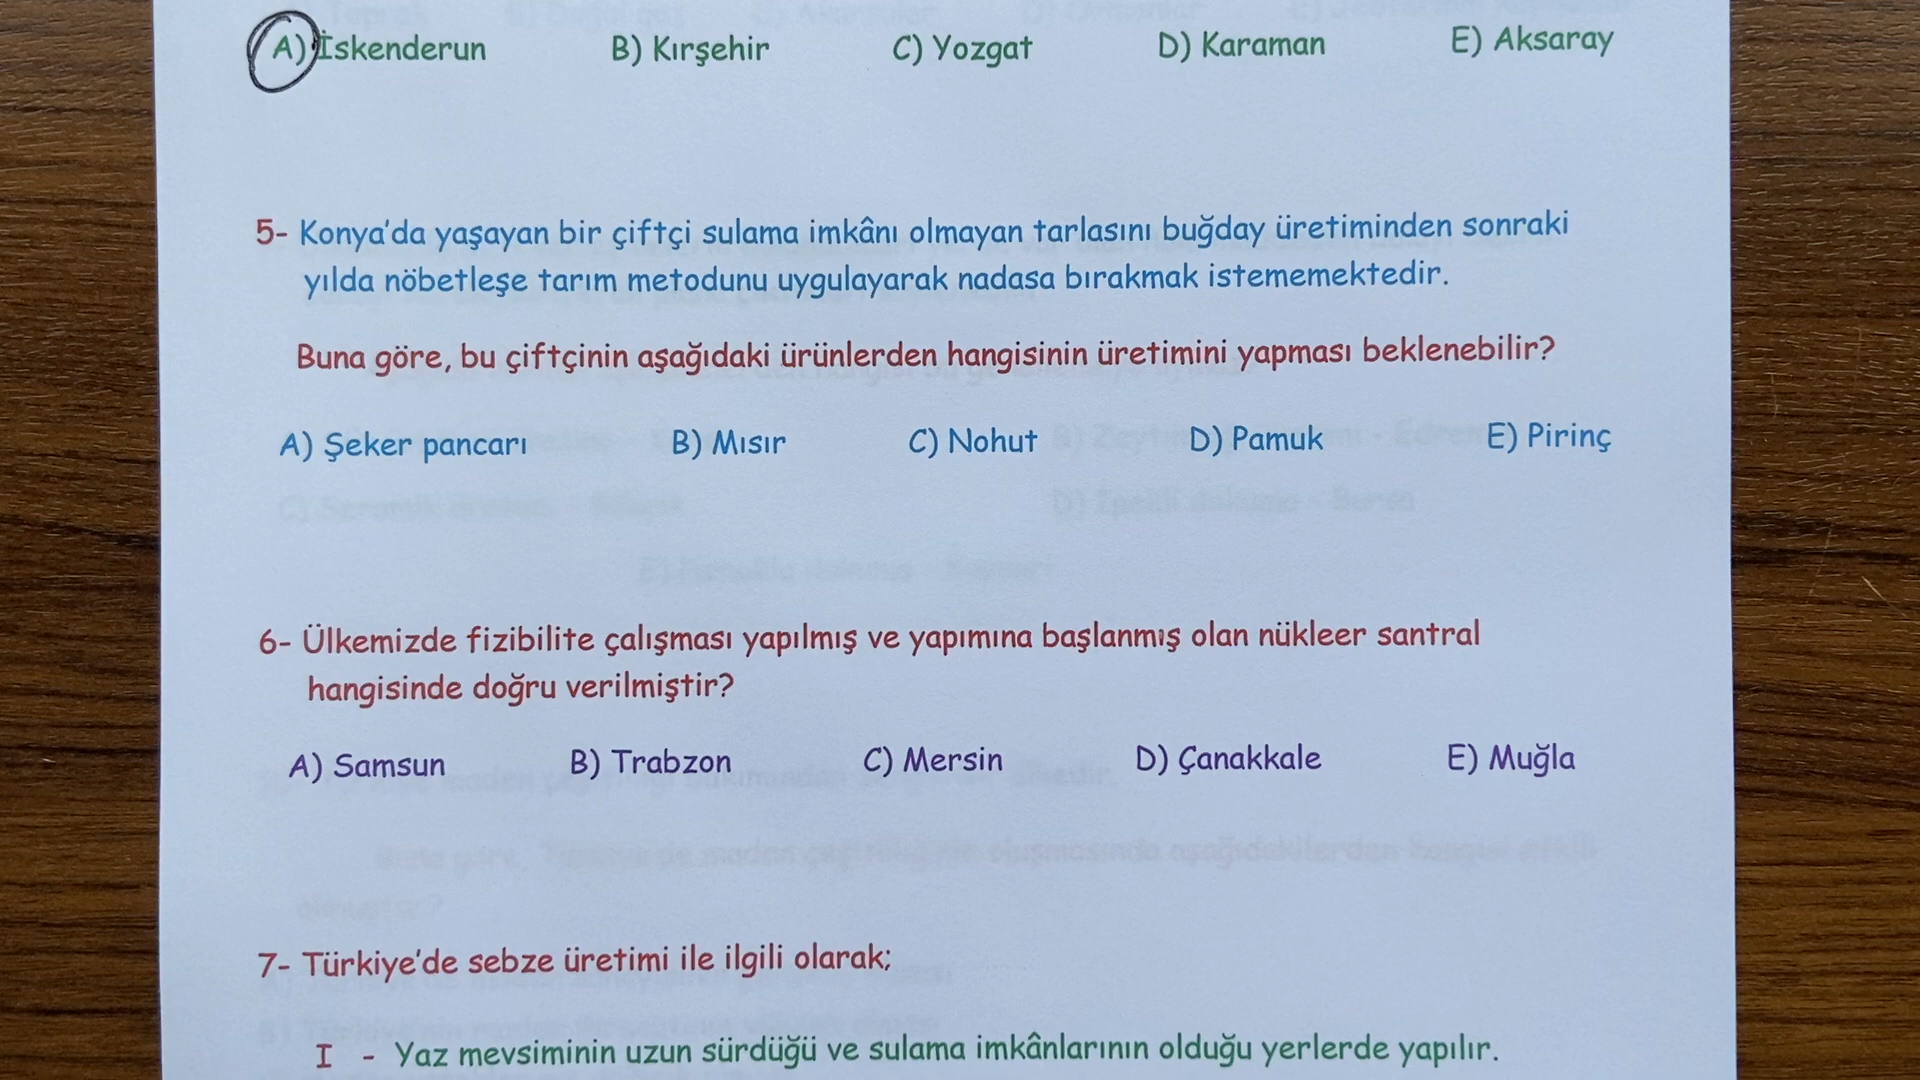 A) İskenderun B) Kırşehir C) Yozgat D) Karaman E) Aksaray
5- Konya'da yaşayan bir çiftçi sulama imkânı olmayan tarlasını buğday üretiminden sonraki
yılda nöbetleşe tarım metodunu uygulayarak nadasa bırakmak istememektedir.
Buna göre, bu çiftçinin aşağıdaki ürünlerden hangisinin üretimini yapması beklenebilir?
A) Şeker pancarı B) Mısır C) Nohut D) Pamuk E) Pirinç
6- Ülkemizde fizibilite çalışması yapılmış ve yapımına başlanmış olan nükleer santral
hangisinde doğru verilmiştir?
A) Samsun B) Trabzon C) Mersin D) Çanakkale E) Muğla
7- Türkiye'de sebze üretimi ile ilgili olarak;
I - Yaz mevsiminin uzun sürdüğü ve sulama imkânlarının olduğu yerlerde yapılır.